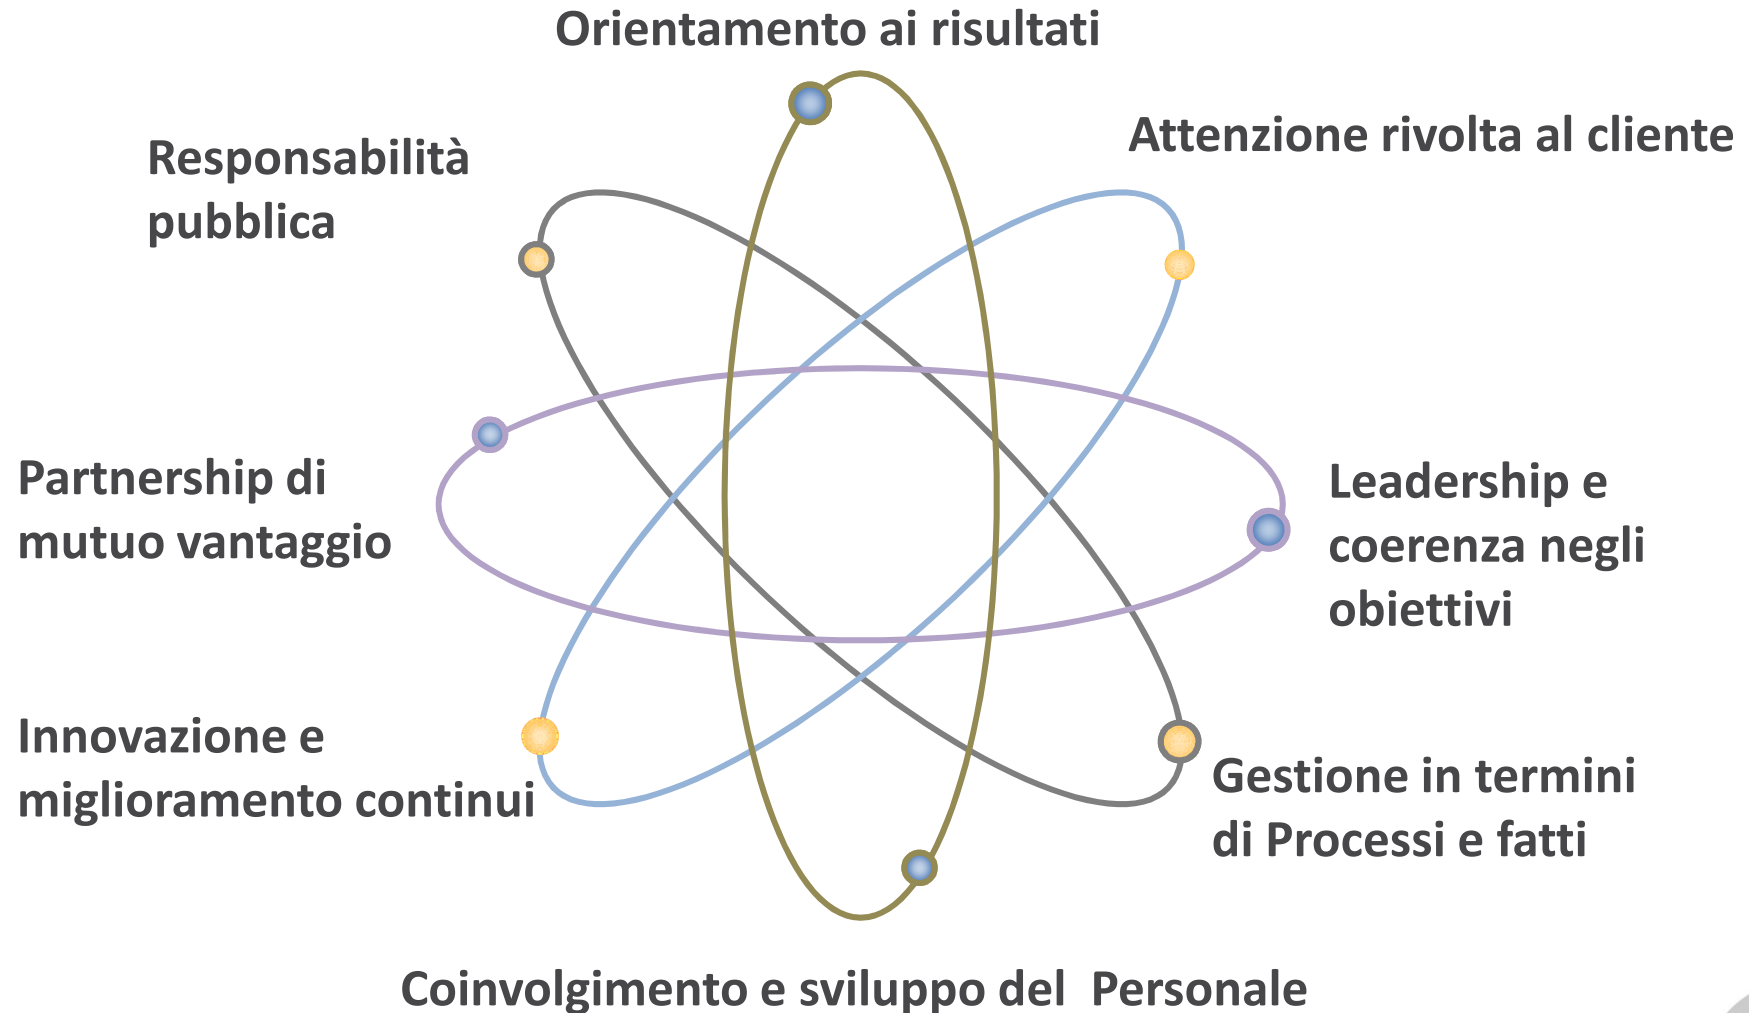 Orientamento ai risultati
Attenzione rivolta al cliente
Responsabilità
pubblica
Partnership di
mutuo vantaggio
Leadership e
coerenza negli
obiettivi
Innovazione e
miglioramento continui
Gestione in termini
di Processi e fatti
Coinvolgimento e sviluppo del  Personale